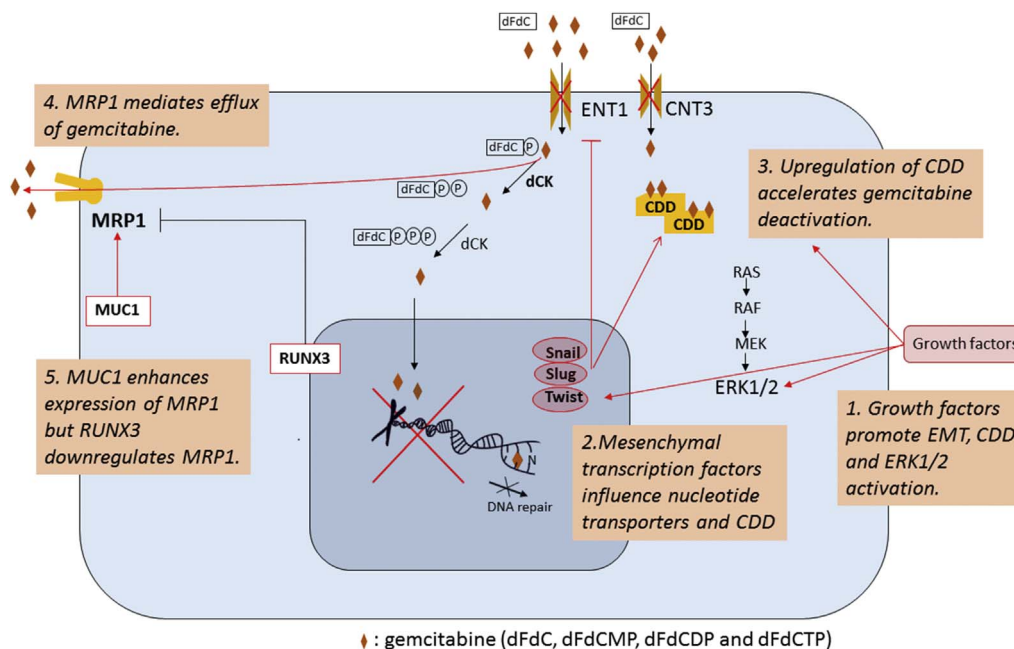 dFdC
dFdC
ENT1
CNT3
4. MRP1 mediates efflux
of gemcitabine.
dFdC P
dCK
dFdC P P
3. Upregulation of CDD
accelerates gemcitabine
deactivation.
MRP1
CDD
CDD
dFdC P P P
dCK
RAS
RAF
MEK
ERK1/2
MUC1
RUNX3
Snail
Slug
Twist
Growth factors
5. MUC1 enhances
expression of MRP1
but RUNX3
downregulates MRP1.
1. Growth factors
promote EMT, CDD
and ERK1/2
activation.
2.Mesenchymal
transcription factors
influence nucleotide
transporters and CDD
N
DNA repair
: gemcitabine (dFdC, dFdCMP, dFdCDP and dFdCTP)